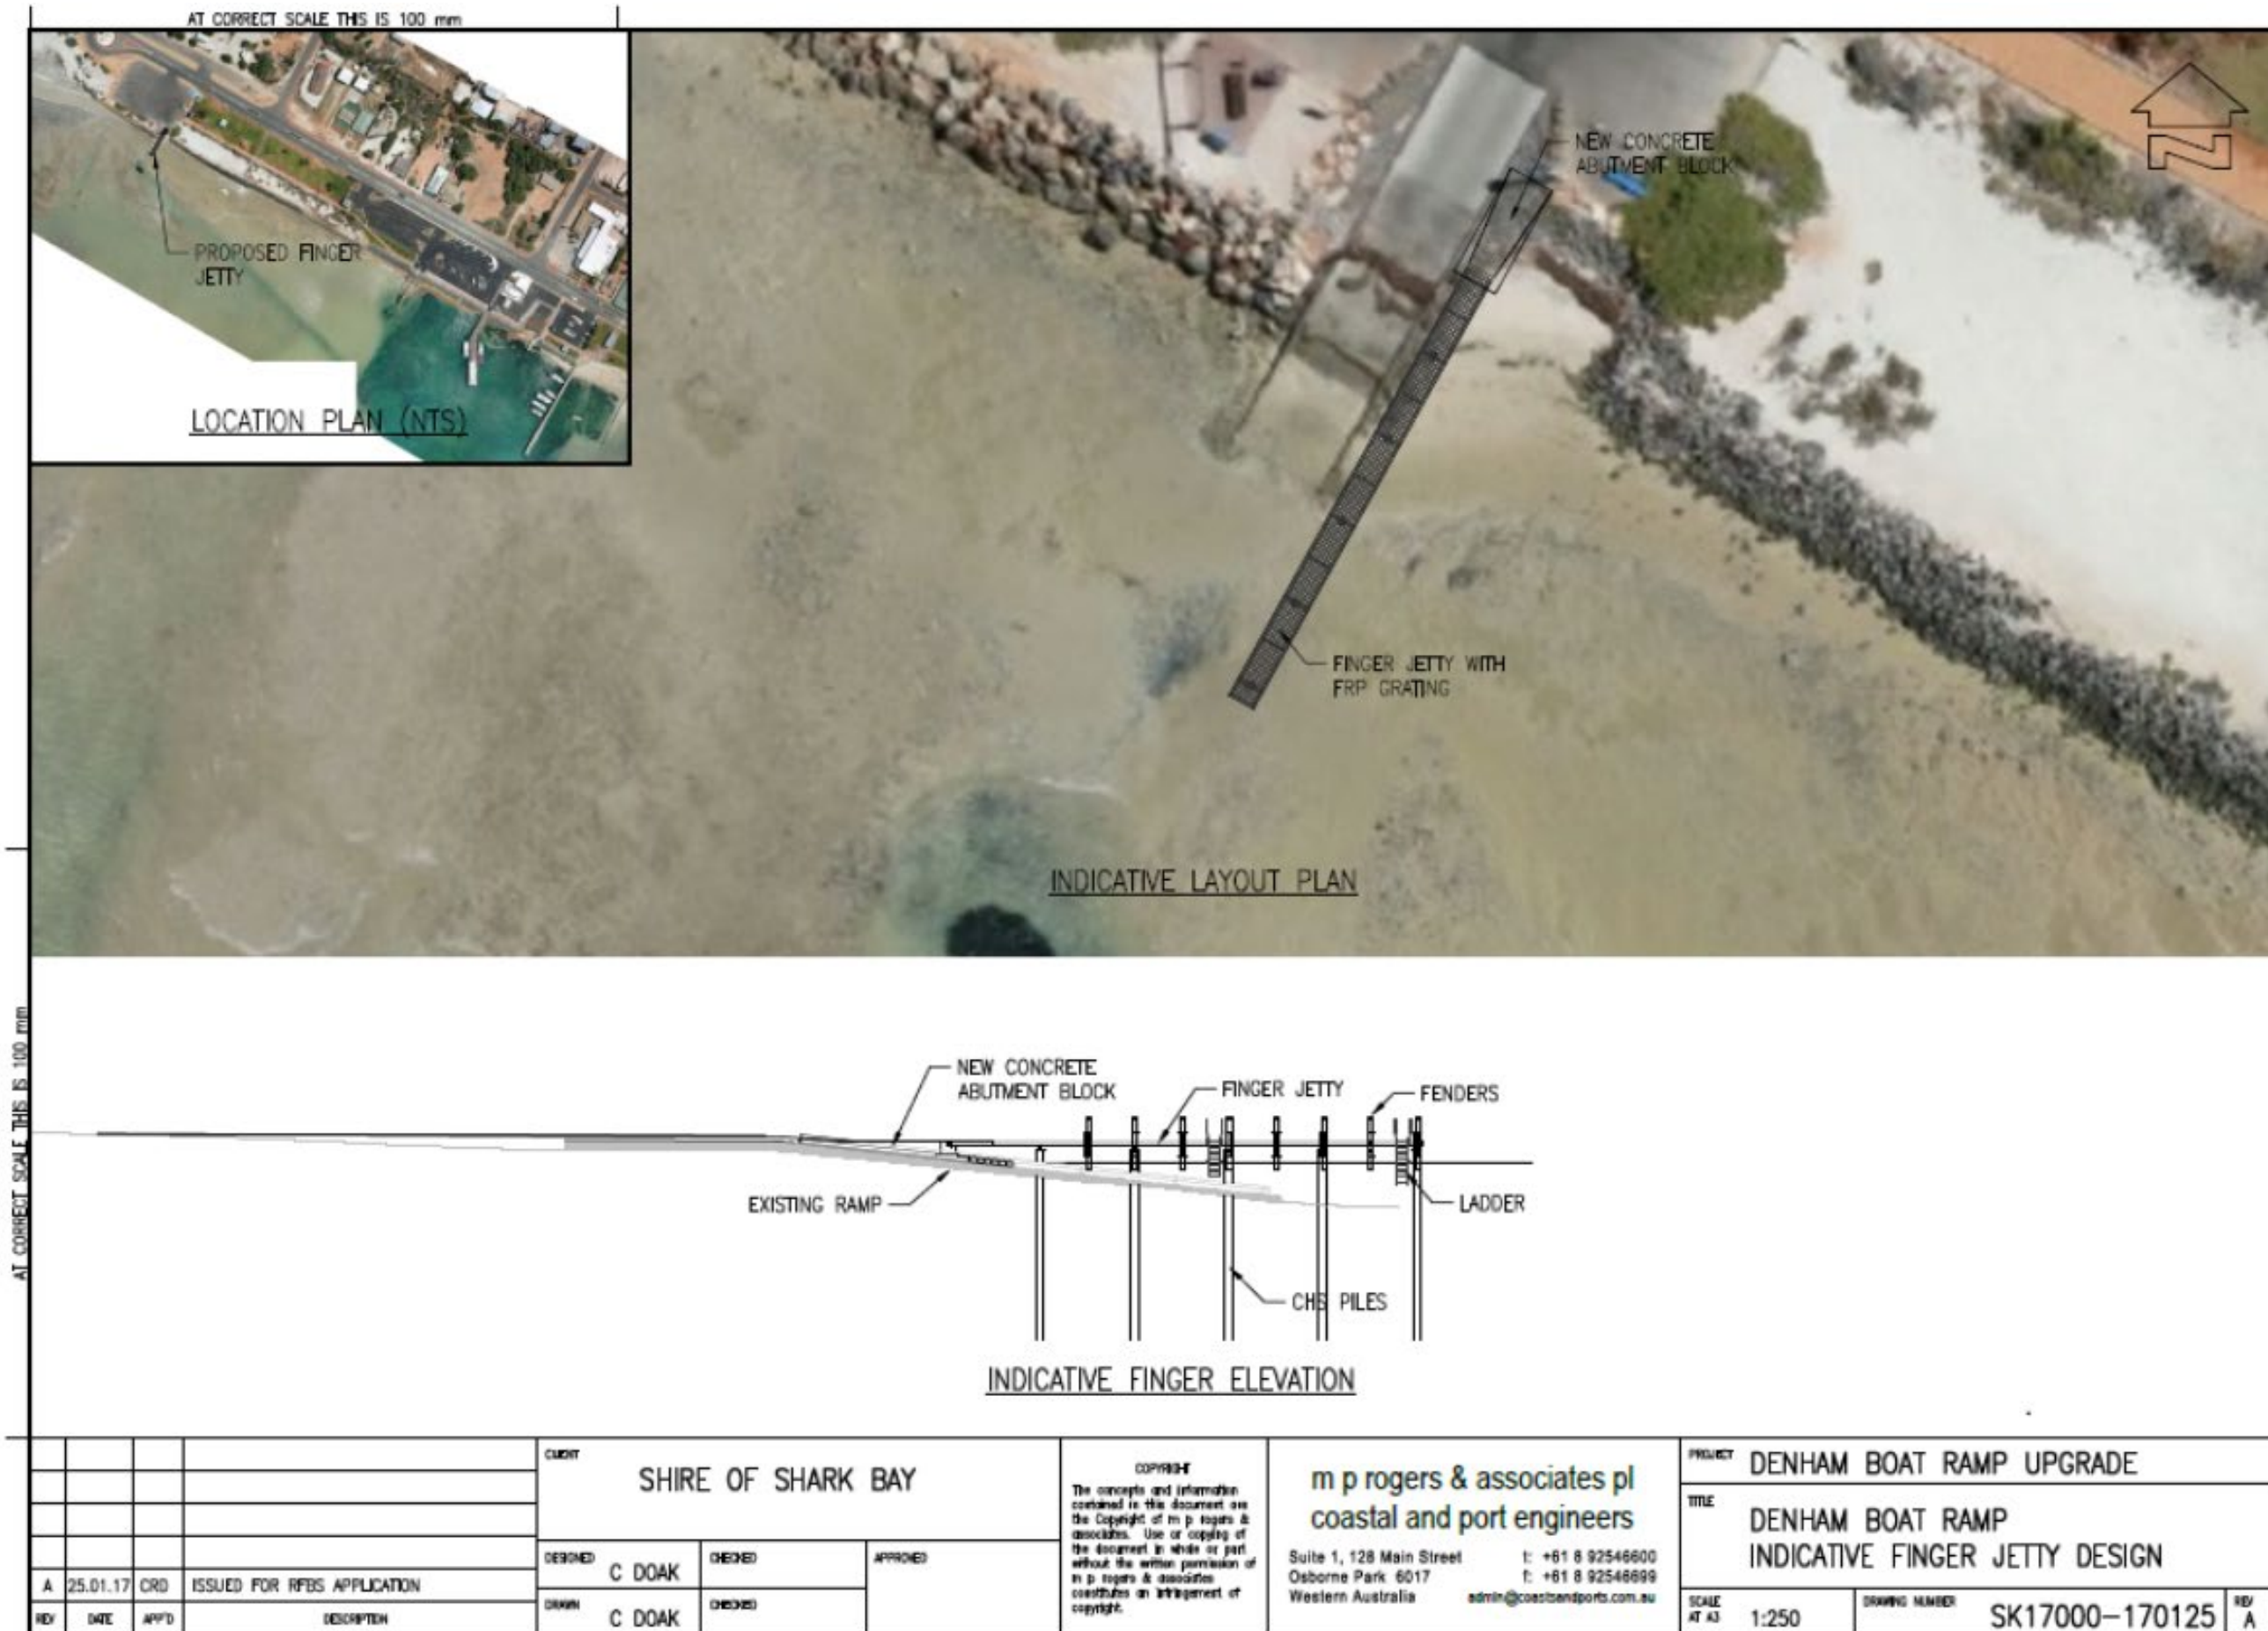 AT CORRECT SCALE THIS IS 100 mm
PROPOSED FINGER
JETTY
LOCATION PLAN (NTS)
NEW CONCRETE
ABUTMENT BLOCK
N
FINGER JETTY WITH
FRP GRATING
INDICATIVE LAYOUT PLAN
AT CORRECT SCALE THIS IS 100 mm
NEW CONCRETE
ABUTMENT BLOCK
FINGER JETTY
FENDERS
EXISTING RAMP
LADDER
CHS PILES
INDICATIVE FINGER ELEVATION
A 25.01.17 CRD ISSUED FOR RFBS APPLICATION
REV DATE APP'D DESCRIPTION
CLIENT
SHIRE OF SHARK BAY
DESIGNED C DOAK CHECKED APPROVED
DRAWN C DOAK CHECKED
COPYRIGHT
The concepts and information
contained in this document are
the Copyright of m p rogers &
associates. Use or copying of
the document in whole or part
without the written permission of
m p rogers & associates
constitutes an infringement of
copyright.
m p rogers & associates pl
coastal and port engineers
Suite 1, 128 Main Street t: +61 8 92546600
Osborne Park 6017 f: +61 8 92546699
Western Australia admin@coastsandports.com.au
PROJECT DENHAM BOAT RAMP UPGRADE
TITLE
DENHAM BOAT RAMP
INDICATIVE FINGER JETTY DESIGN
SCALE
AT A3 1:250
DRAWING NUMBER SK17000-170125
REV
A